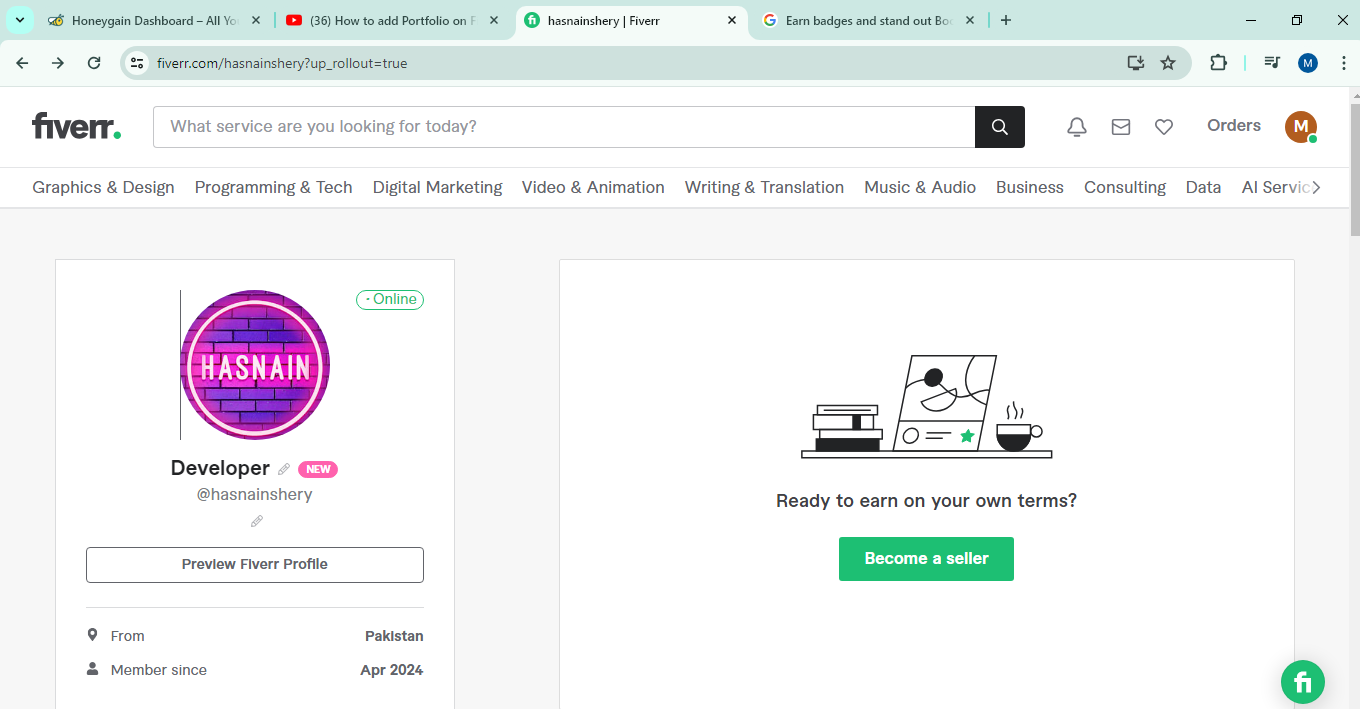 Honeygain Dashboard – All Yo
(36) How to add Portfolio on F
hasnainshery | Fiverr
Earn badges and stand out Boo
fiverr.com/hasnainshery?up_rollout=true
M
fiverr.
What service are you looking for today?
Orders
M
Graphics & Design
Programming & Tech
Digital Marketing
Video & Animation
Writing & Translation
Music & Audio
Business
Consulting
Data
AI Servic
Online
HASNAIN
Developer
NEW
@hasnainshery
Preview Fiverr Profile
From Pakistan
Member since Apr 2024
Ready to earn on your own terms?
Become a seller
fi